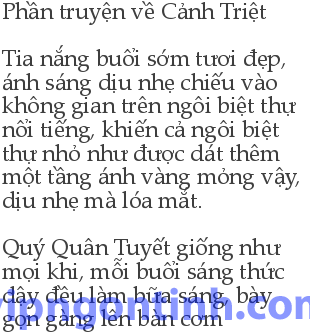 Phần truyện về Cảnh Triệt

Tia nắng buổi sớm tươi đẹp,
ánh sáng dịu nhẹ chiếu vào
không gian trên ngôi biệt thự
nổi tiếng, khiến cả ngôi biệt
thự nhỏ như được dát thêm
một tầng ánh vàng mỏng vậy,
dịu nhẹ mà lóa mắt.

Quý Quân Tuyết giống như
mọi khi, mỗi buổi sáng thức
dậy đều làm bữa sáng, bày
gọn gàng lên bàn cơm